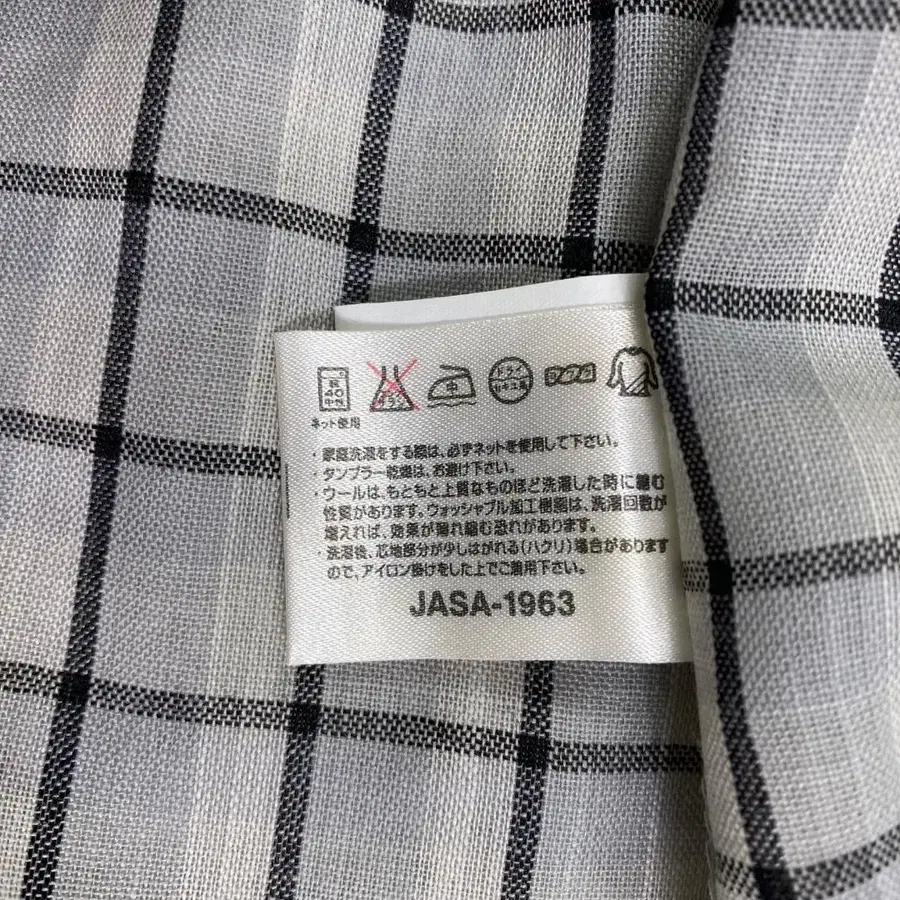 40 中性
エンソサラシ 中 ドライ セキユ系
ネット使用
・家庭洗濯をする際は、必ずネットを使用して下さい。
・タンブラー乾燥は、お避け下さい。
・ウールは、もともと上質なものほど洗濯した時に縮む
性質があります。ウォッシャブル加工樹脂は、洗濯回数が
増えれば、効果が薄れ縮む恐れがあります。
・洗濯後、芯地部分が少しはがれる(ハクリ)場合があります
ので、アイロン掛けをした上でご着用下さい。
JASA-1963